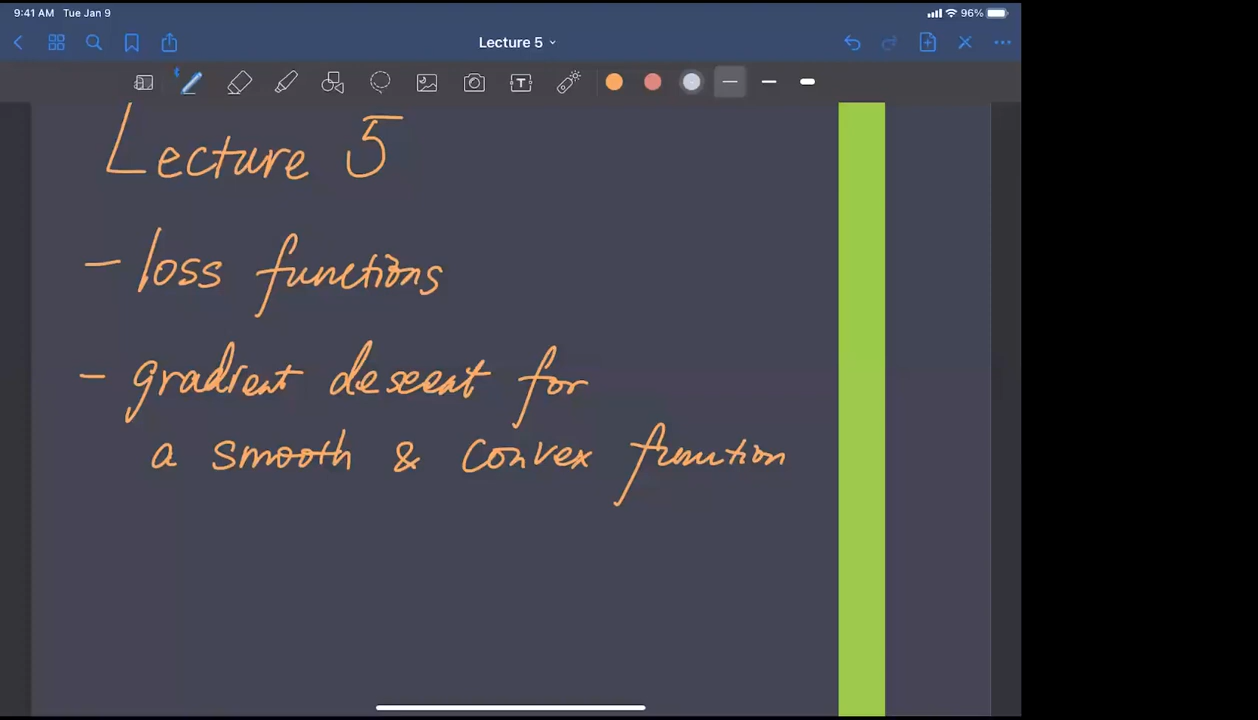 9:41 AM Tue Jan 9
96%
Lecture 5
T
Lecture 5
- loss functions
- gradient descent for
a smooth & convex function